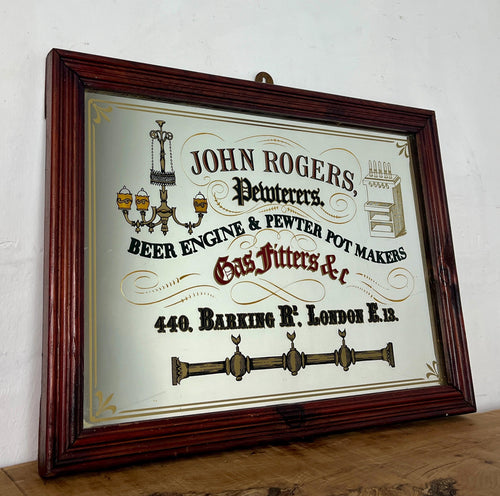 JOHN ROGERS,
Pewterers,
BEER ENGINE & PEWTER POT MAKERS
Gas Fitters & c
440, BARKING Rd. LONDON E.13.